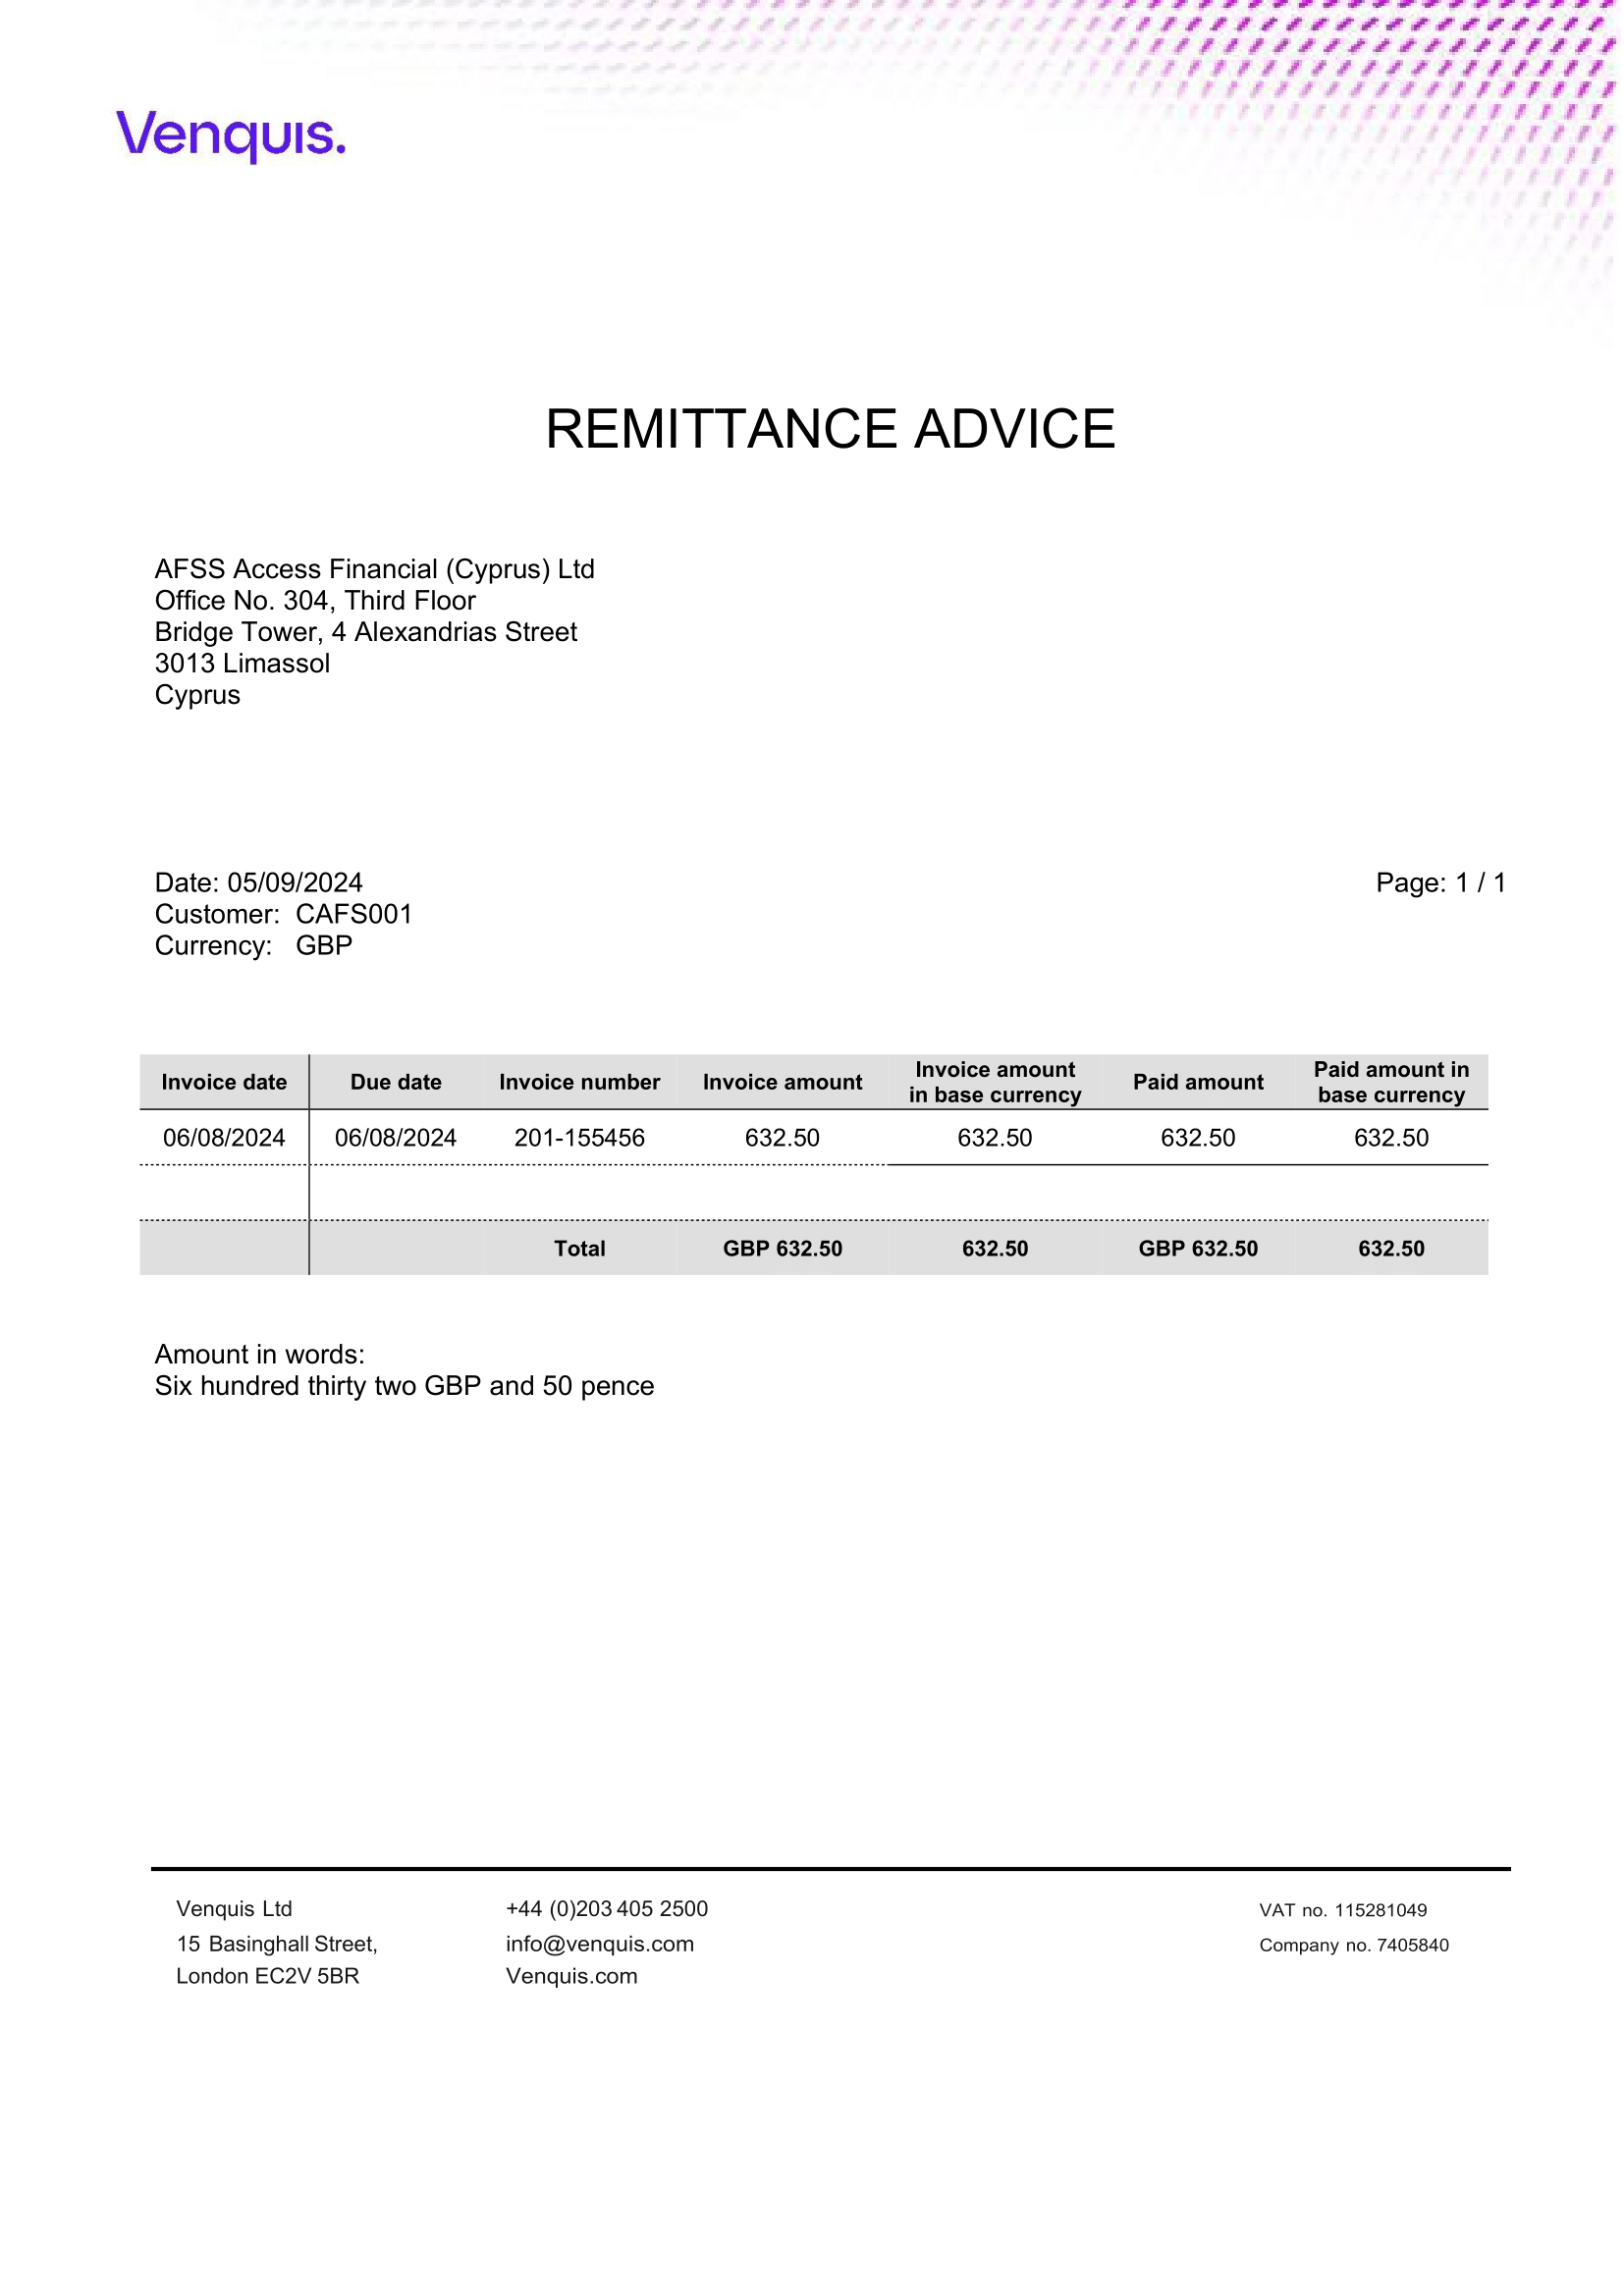 Venquis.
REMITTANCE ADVICE
AFSS Access Financial (Cyprus) Ltd
Office No. 304, Third Floor
Bridge Tower, 4 Alexandrias Street
3013 Limassol
Cyprus
Date: 05/09/2024 Page: 1 / 1
Customer: CAFS001
Currency: GBP
Invoice date Due date Invoice number Invoice amount Invoice amount in base currency Paid amount Paid amount in base currency
06/08/2024 06/08/2024 201-155456 632.50 632.50 632.50 632.50
Total GBP 632.50 632.50 GBP 632.50 632.50
Amount in words:
Six hundred thirty two GBP and 50 pence
Venquis Ltd +44 (0)203 405 2500 VAT no. 115281049
15 Basinghall Street, info@venquis.com Company no. 7405840
London EC2V 5BR Venquis.com